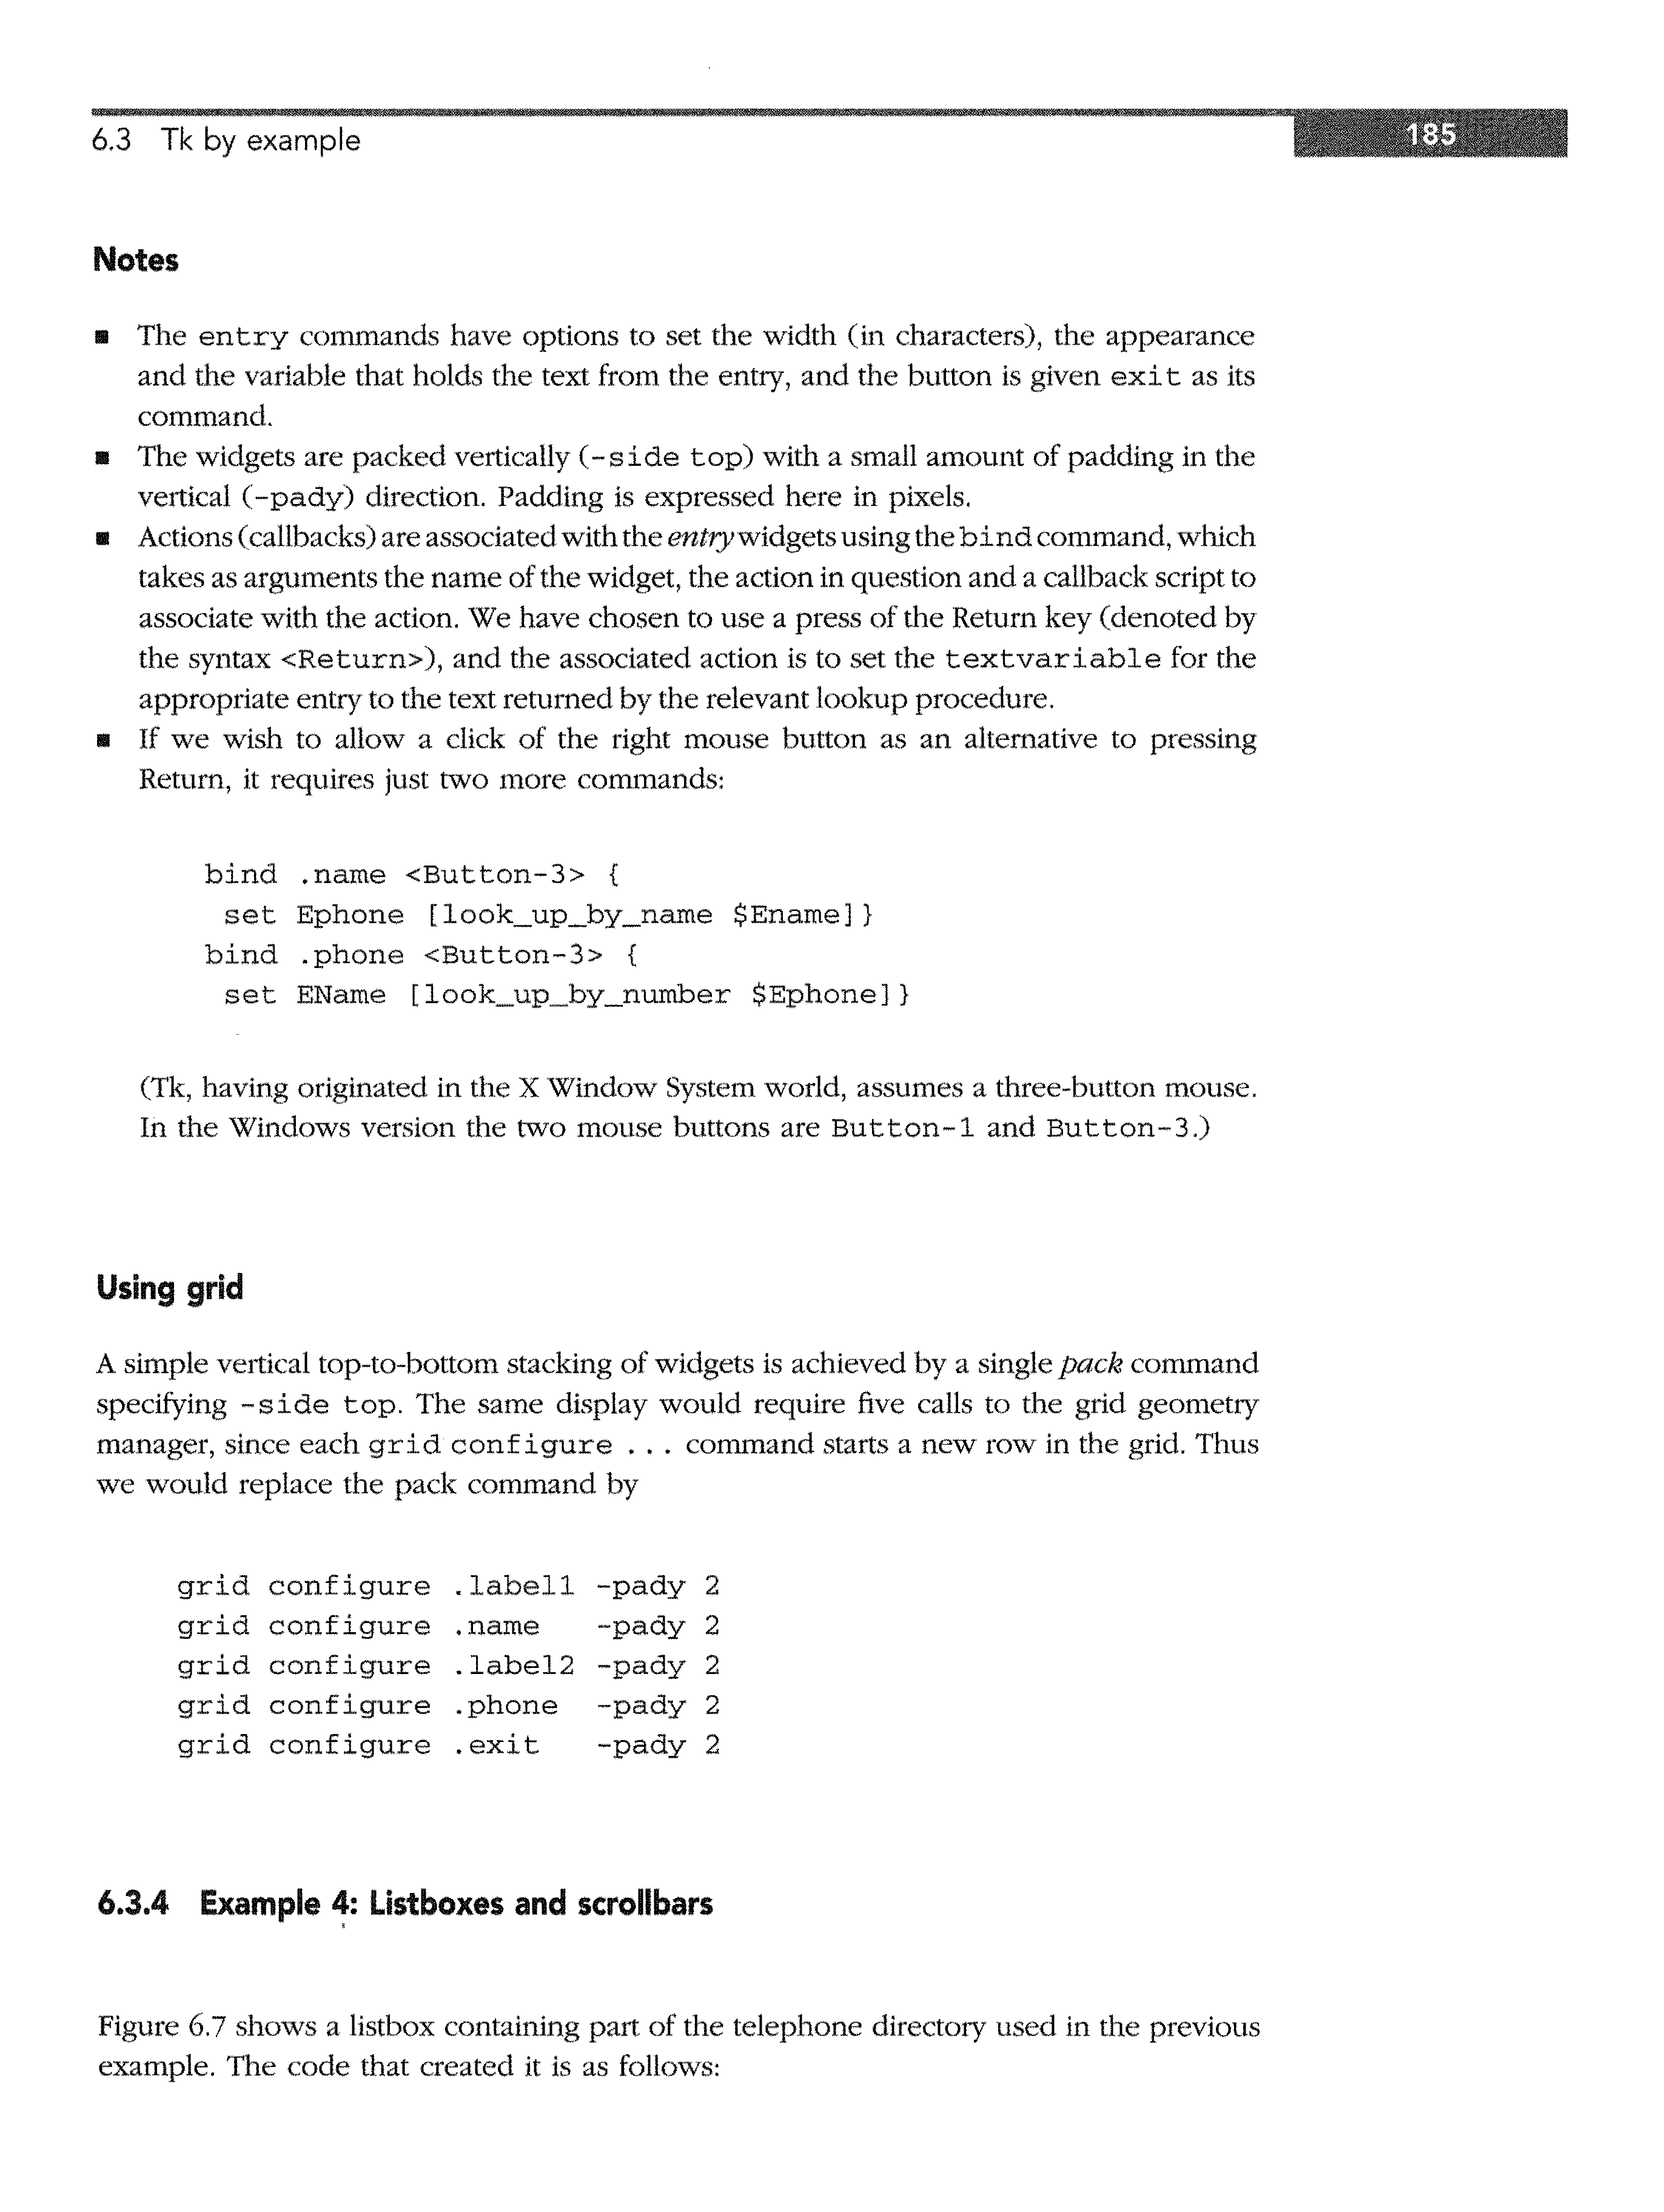 6.3 Tk by example 185
Notes
▪ The entry commands have options to set the width (in characters), the appearance
and the variable that holds the text from the entry, and the button is given exit as its
command.
▪ The widgets are packed vertically (-side top) with a small amount of padding in the
vertical (-pady) direction. Padding is expressed here in pixels.
▪ Actions (callbacks) are associated with the entry widgets using the bind command, which
takes as arguments the name of the widget, the action in question and a callback script to
associate with the action. We have chosen to use a press of the Return key (denoted by
the syntax <Return>), and the associated action is to set the textvariable for the
appropriate entry to the text returned by the relevant lookup procedure.
▪ If we wish to allow a click of the right mouse button as an alternative to pressing
Return, it requires just two more commands:
bind .name <Button-3> {
set Ephone [look_up_by_name $Ename]}
bind .phone <Button-3> {
set EName [look_up_by_number $Ephone]}
(Tk, having originated in the X Window System world, assumes a three-button mouse.
In the Windows version the two mouse buttons are Button-1 and Button-3.)
Using grid
A simple vertical top-to-bottom stacking of widgets is achieved by a single pack command
specifying -side top. The same display would require five calls to the grid geometry
manager, since each grid configure ... command starts a new row in the grid. Thus
we would replace the pack command by
grid configure .label1 -pady 2
grid configure .name -pady 2
grid configure .label2 -pady 2
grid configure .phone -pady 2
grid configure .exit -pady 2
6.3.4 Example 4: Listboxes and scrollbars
Figure 6.7 shows a listbox containing part of the telephone directory used in the previous
example. The code that created it is as follows: